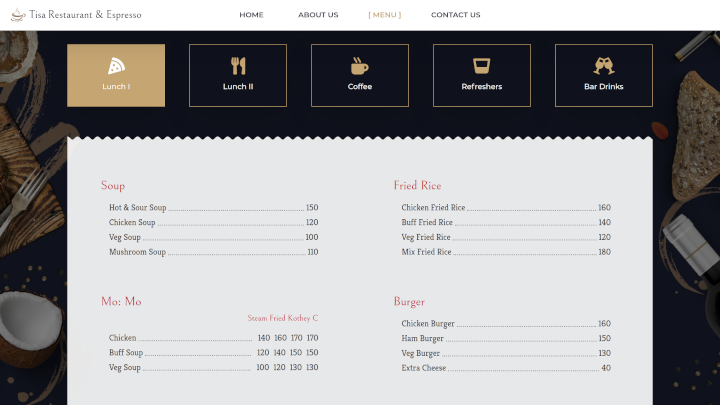 Tisa Restaurant & Espresso
HOME ABOUT US [ MENU ] CONTACT US
Lunch I Lunch II Coffee Refreshers Bar Drinks
Soup
Hot & Sour Soup 150
Chicken Soup 120
Veg Soup 100
Mushroom Soup 110
Fried Rice
Chicken Fried Rice 160
Buff Fried Rice 140
Veg Fried Rice 120
Mix Fried Rice 180
Mo: Mo
Steam Fried Kothey C
Chicken 140 160 170 170
Buff Soup 120 140 150 150
Veg Soup 100 120 130 130
Burger
Chicken Burger 160
Ham Burger 150
Veg Burger 130
Extra Cheese 40